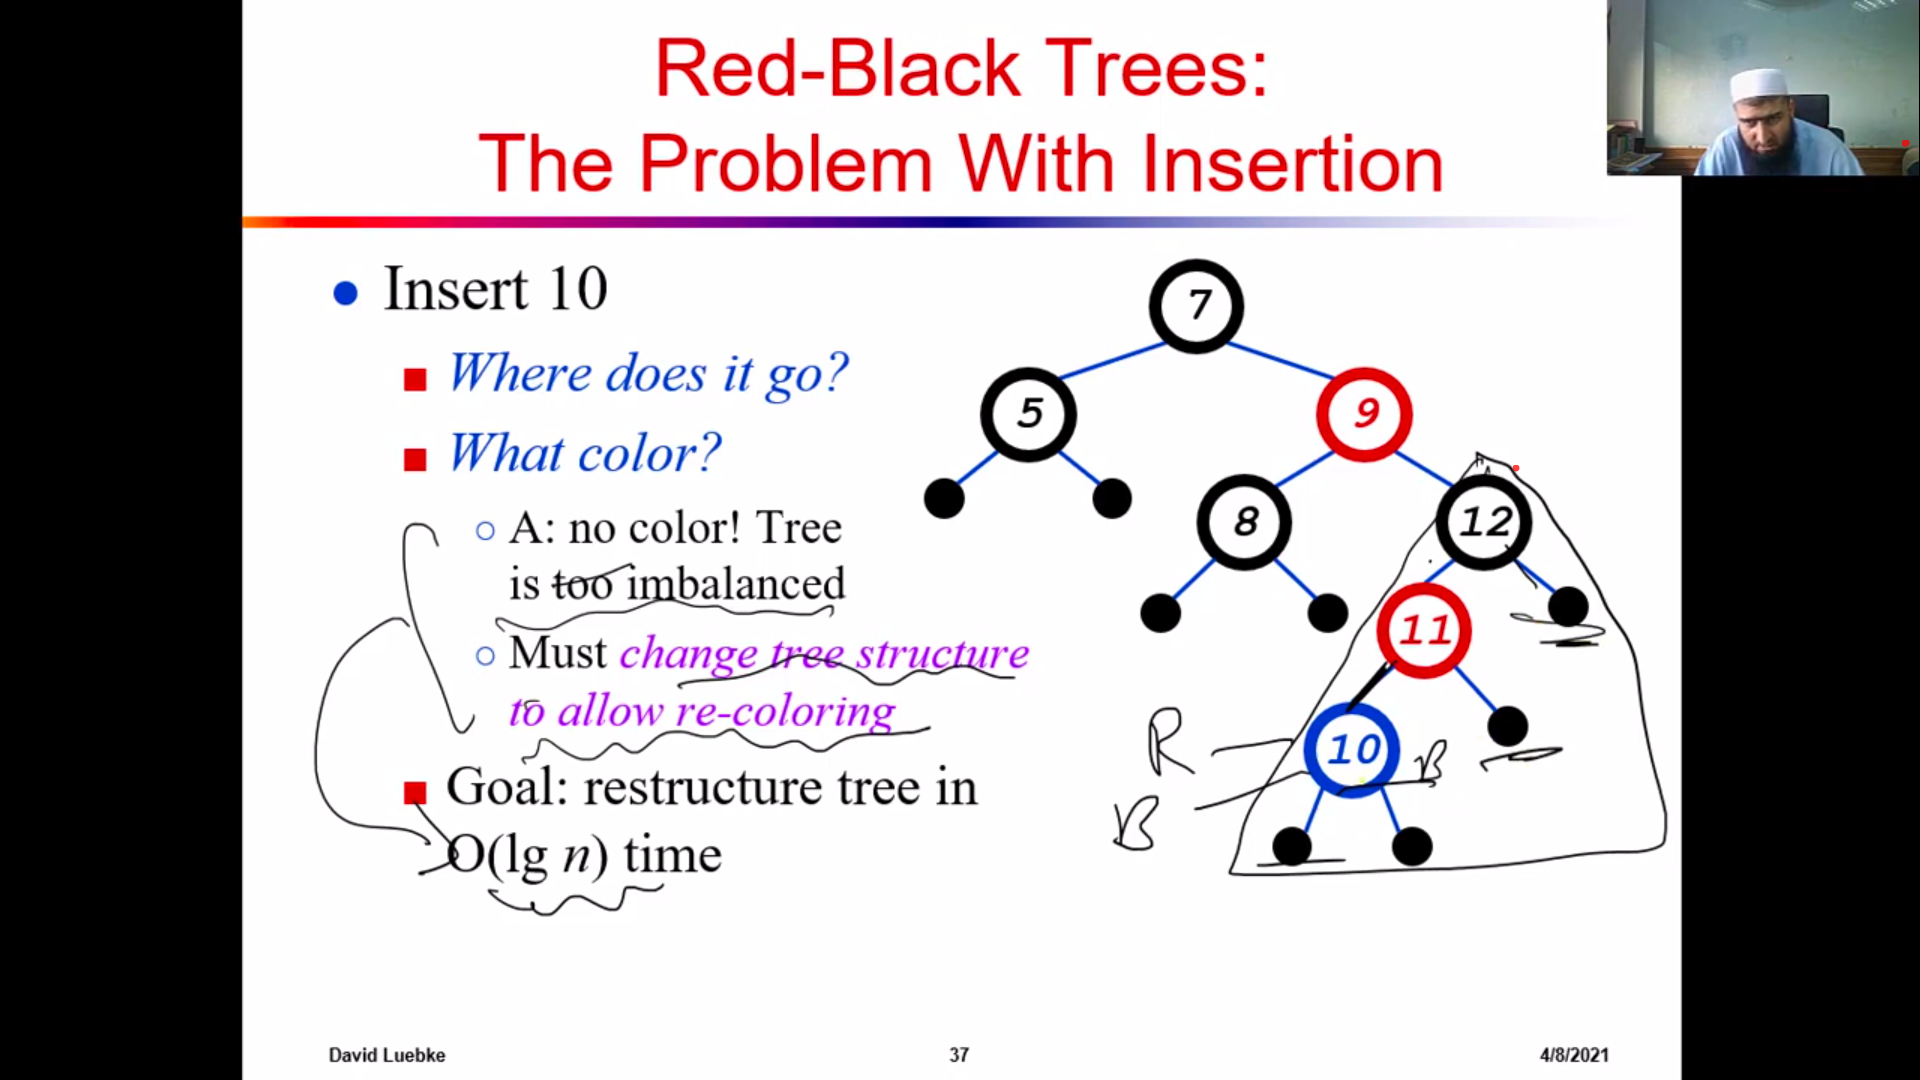 Red-Black Trees:
The Problem With Insertion
● Insert 10
■ Where does it go?
■ What color?
○ A: no color! Tree
is too imbalanced
○ Must change tree structure
to allow re-coloring
■ Goal: restructure tree in
O(lg n) time
7
5
9
8
12
11
10
R
B
B
David Luebke
37
4/8/2021